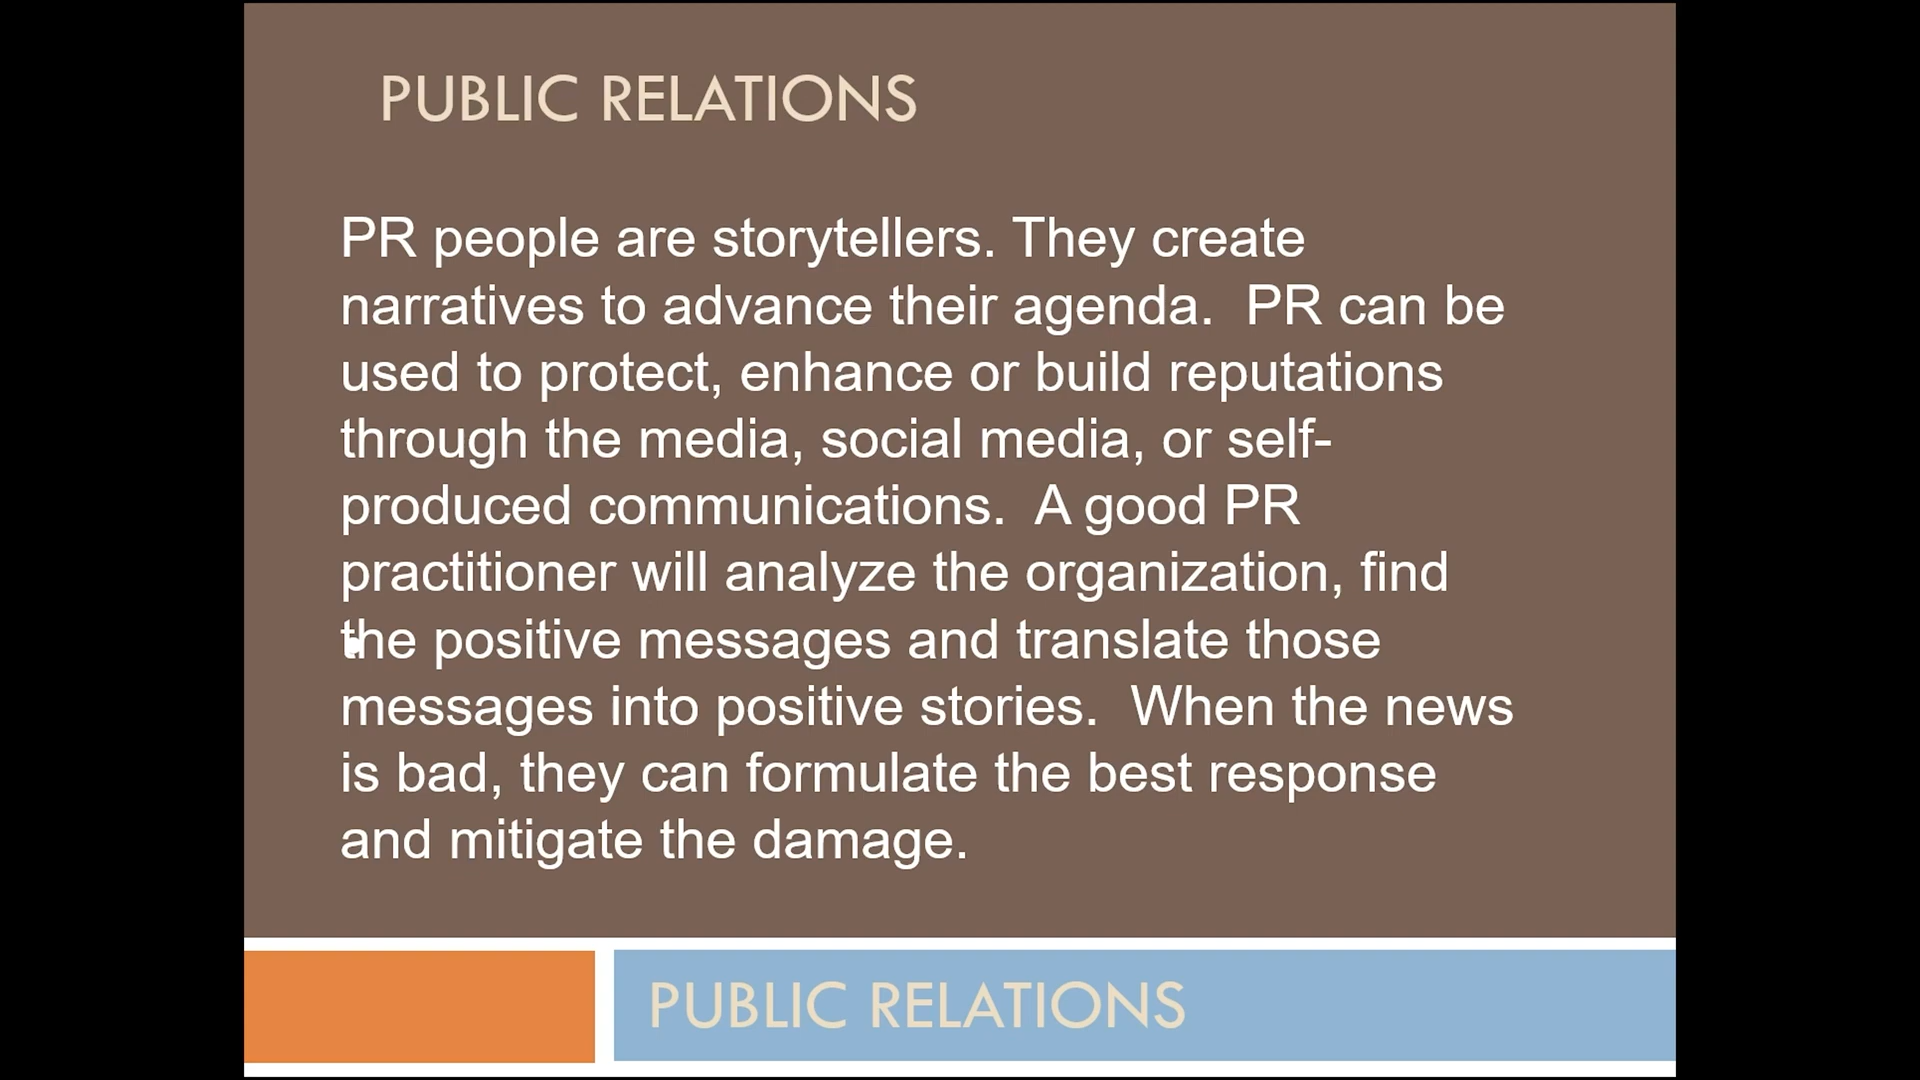 PUBLIC RELATIONS
PR people are storytellers. They create
narratives to advance their agenda.  PR can be
used to protect, enhance or build reputations
through the media, social media, or self-
produced communications.  A good PR
practitioner will analyze the organization, find
the positive messages and translate those
messages into positive stories.  When the news
is bad, they can formulate the best response
and mitigate the damage.
PUBLIC RELATIONS